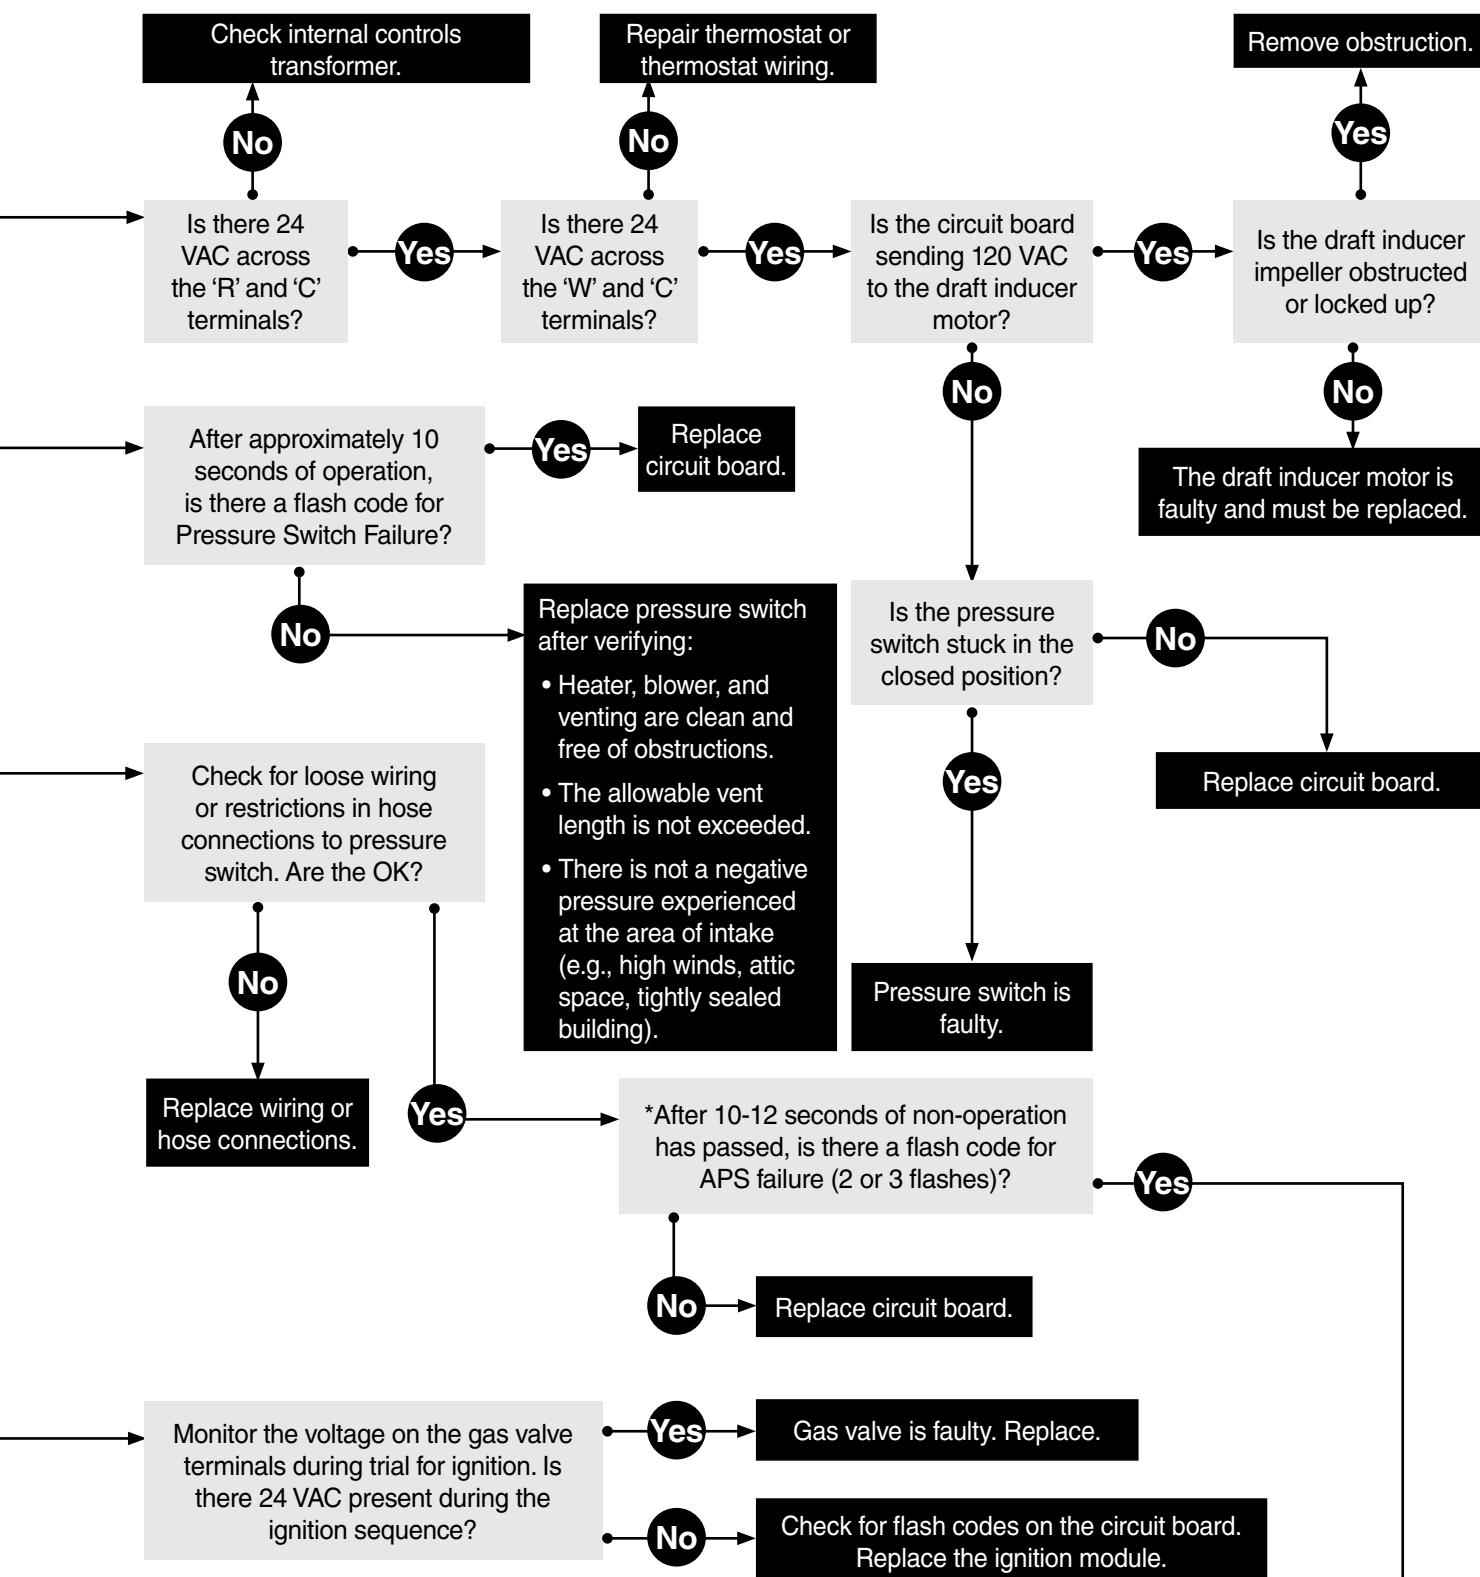 Check internal controls
transformer.
Repair thermostat or
thermostat wiring.
Remove obstruction.
No
No
Yes
Is there 24
VAC across
the ‘R’ and ‘C’
terminals?
Yes
Is there 24
VAC across
the ‘W’ and ‘C’
terminals?
Yes
Is the circuit board
sending 120 VAC
to the draft inducer
motor?
Yes
Is the draft inducer
impeller obstructed
or locked up?
No
No
After approximately 10
seconds of operation,
is there a flash code for
Pressure Switch Failure?
Yes
Replace
circuit board.
The draft inducer motor is
faulty and must be replaced.
No
Replace pressure switch
after verifying:
• Heater, blower, and
venting are clean and
free of obstructions.
• The allowable vent
length is not exceeded.
• There is not a negative
pressure experienced
at the area of intake
(e.g., high winds, attic
space, tightly sealed
building).
Is the pressure
switch stuck in the
closed position?
No
Replace circuit board.
Yes
Pressure switch is
faulty.
Check for loose wiring
or restrictions in hose
connections to pressure
switch. Are the OK?
No
Replace wiring or
hose connections.
Yes
*After 10-12 seconds of non-operation
has passed, is there a flash code for
APS failure (2 or 3 flashes)?
Yes
No
Replace circuit board.
Monitor the voltage on the gas valve
terminals during trial for ignition. Is
there 24 VAC present during the
ignition sequence?
Yes
Gas valve is faulty. Replace.
No
Check for flash codes on the circuit board.
Replace the ignition module.